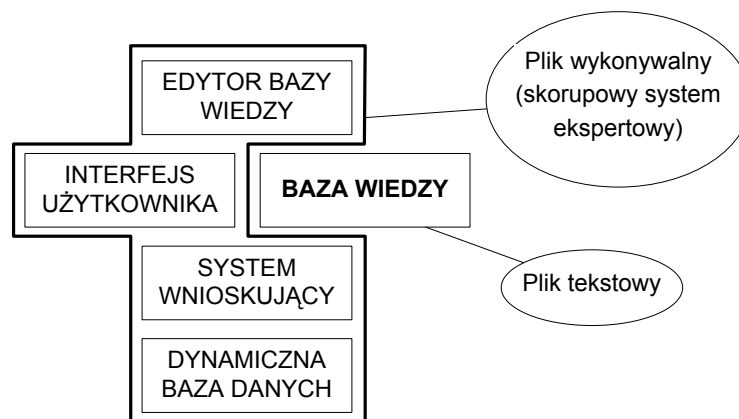 EDYTOR BAZY
WIEDZY
Plik wykonywalny
(skorupowy system
ekspertowy)
INTERFEJS
UŻYTKOWNIKA
BAZA WIEDZY
SYSTEM
WNIOSKUJĄCY
Plik tekstowy
DYNAMICZNA
BAZA DANYCH